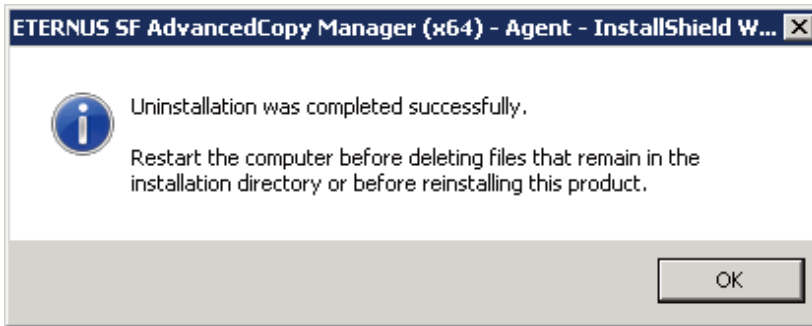 ETERNUS SF AdvancedCopy Manager (x64) - Agent - InstallShield W...
Uninstallation was completed successfully.
Restart the computer before deleting files that remain in the
installation directory or before reinstalling this product.
OK